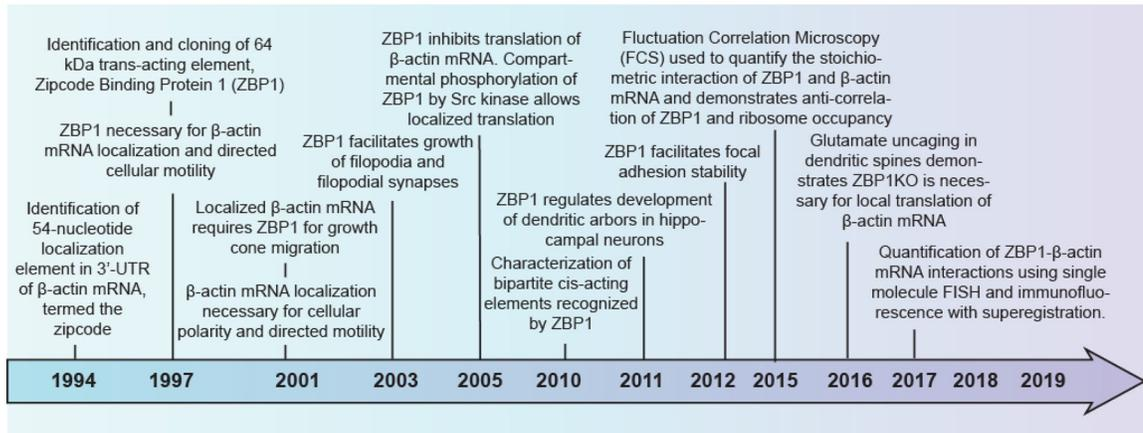 Identification and cloning of 64
kDa trans-acting element,
Zipcode Binding Protein 1 (ZBP1)
ZBP1 necessary for β-actin
mRNA localization and directed
cellular motility
Identification of
54-nucleotide
localization
element in 3'-UTR
of β-actin mRNA,
termed the
zipcode
Localized β-actin mRNA
requires ZBP1 for growth
cone migration
β-actin mRNA localization
necessary for cellular
polarity and directed motility
ZBP1 facilitates growth
of filopodia and
filopodial synapses
ZBP1 inhibits translation of
β-actin mRNA. Compart-
mental phosphorylation of
ZBP1 by Src kinase allows
localized translation
Characterization of
bipartite cis-acting
elements recognized
by ZBP1
ZBP1 regulates development
of dendritic arbors in hippo-
campal neurons
ZBP1 facilitates focal
adhesion stability
Fluctuation Correlation Microscopy
(FCS) used to quantify the stoichio-
metric interaction of ZBP1 and β-actin
mRNA and demonstrates anti-correla-
tion of ZBP1 and ribosome occupancy
Glutamate uncaging in
dendritic spines demon-
strates ZBP1KO is neces-
sary for local translation of
β-actin mRNA
Quantification of ZBP1-β-actin
mRNA interactions using single
molecule FISH and immunofluo-
rescence with superegistration.
1994 1997 2001 2003 2005 2010 2011 2012 2015 2016 2017 2018 2019